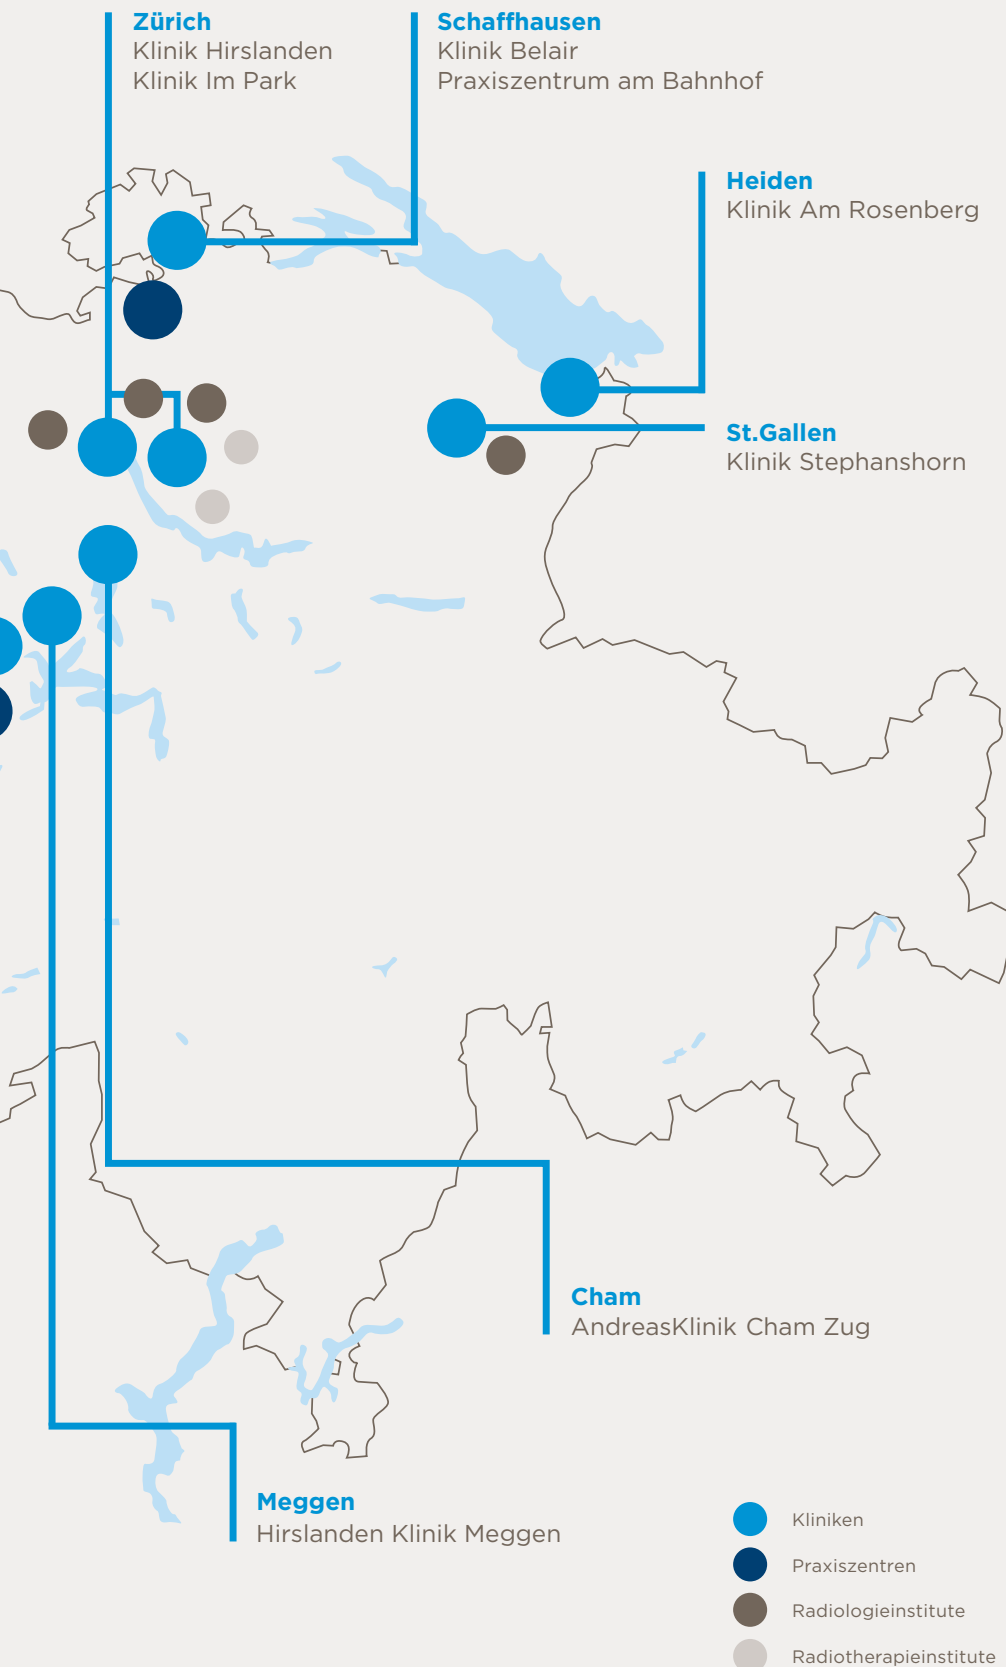 Zürich
Klinik Hirslanden
Klinik Im Park
Schaffhausen
Klinik Belair
Praxiszentrum am Bahnhof
Heiden
Klinik Am Rosenberg
St.Gallen
Klinik Stephanshorn
Cham
AndreasKlinik Cham Zug
Meggen
Hirslanden Klinik Meggen
Kliniken
Praxiszentren
Radiologieinstitute
Radiotherapieinstitute